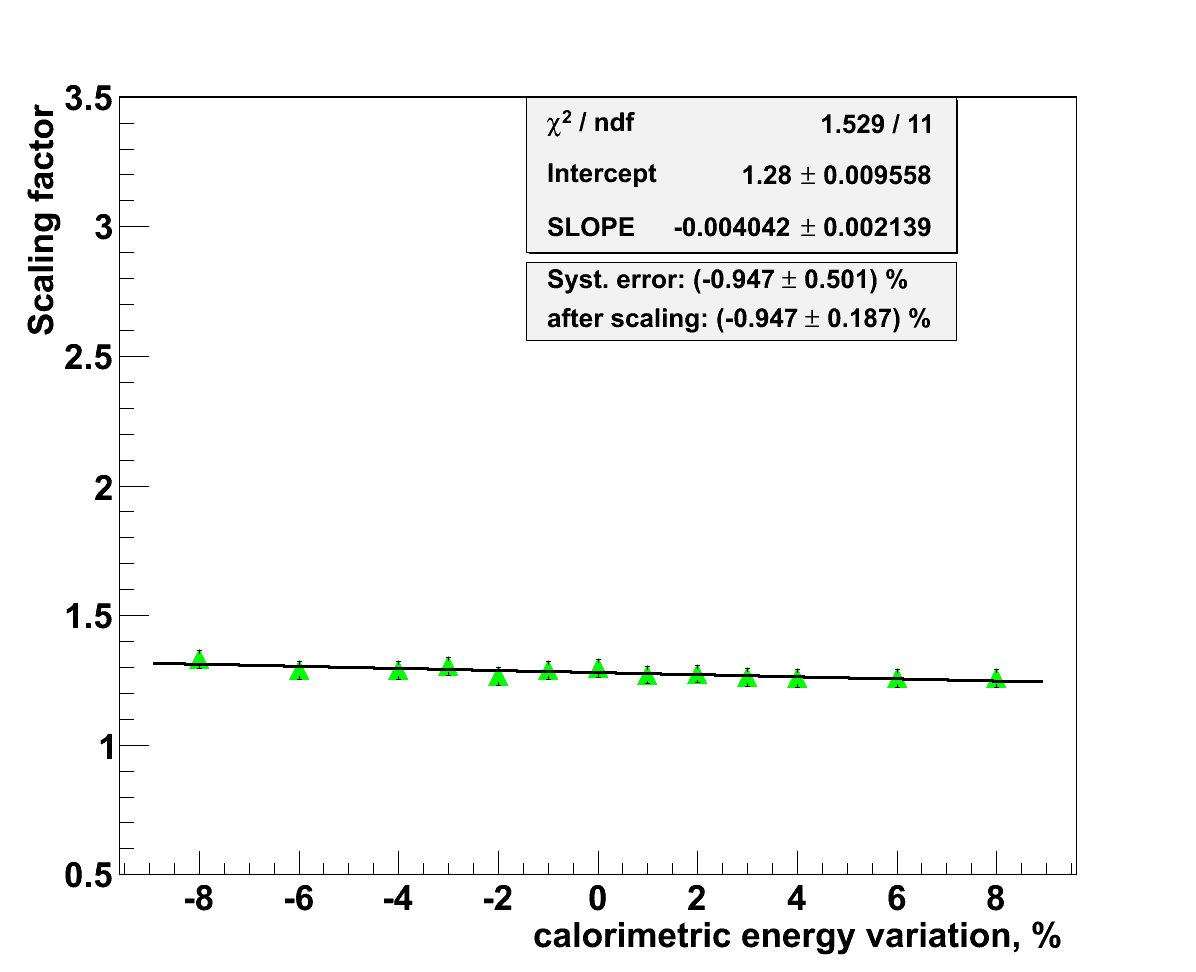 Scaling factor
3.5
3
2.5
2
1.5
1
0.5
χ² / ndf 1.529 / 11
Intercept 1.28 ± 0.009558
SLOPE -0.004042 ± 0.002139
Syst. error: (-0.947 ± 0.501) %
after scaling: (-0.947 ± 0.187) %
-8 -6 -4 -2 0 2 4 6 8
calorimetric energy variation, %